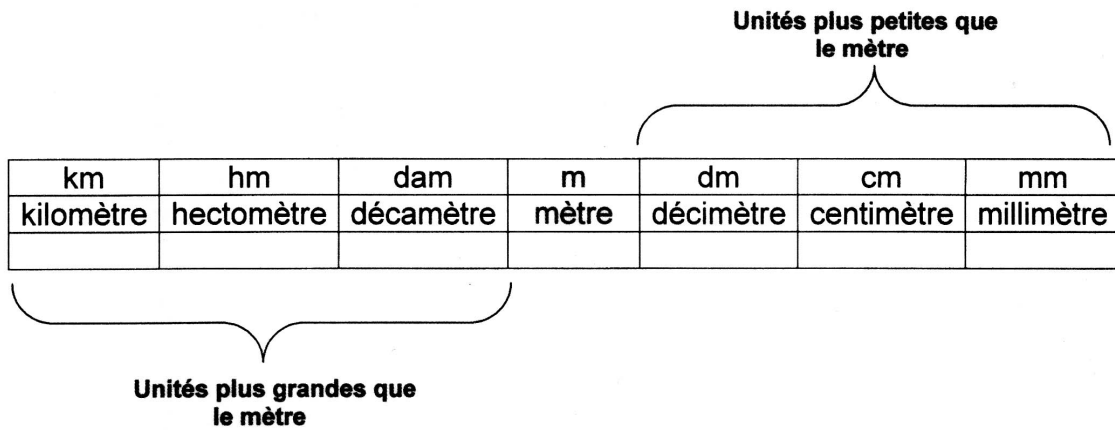 Unités plus petites que
le mètre
km hm dam m dm cm mm
kilomètre hectomètre décamètre mètre décimètre centimètre millimètre
Unités plus grandes que
le mètre